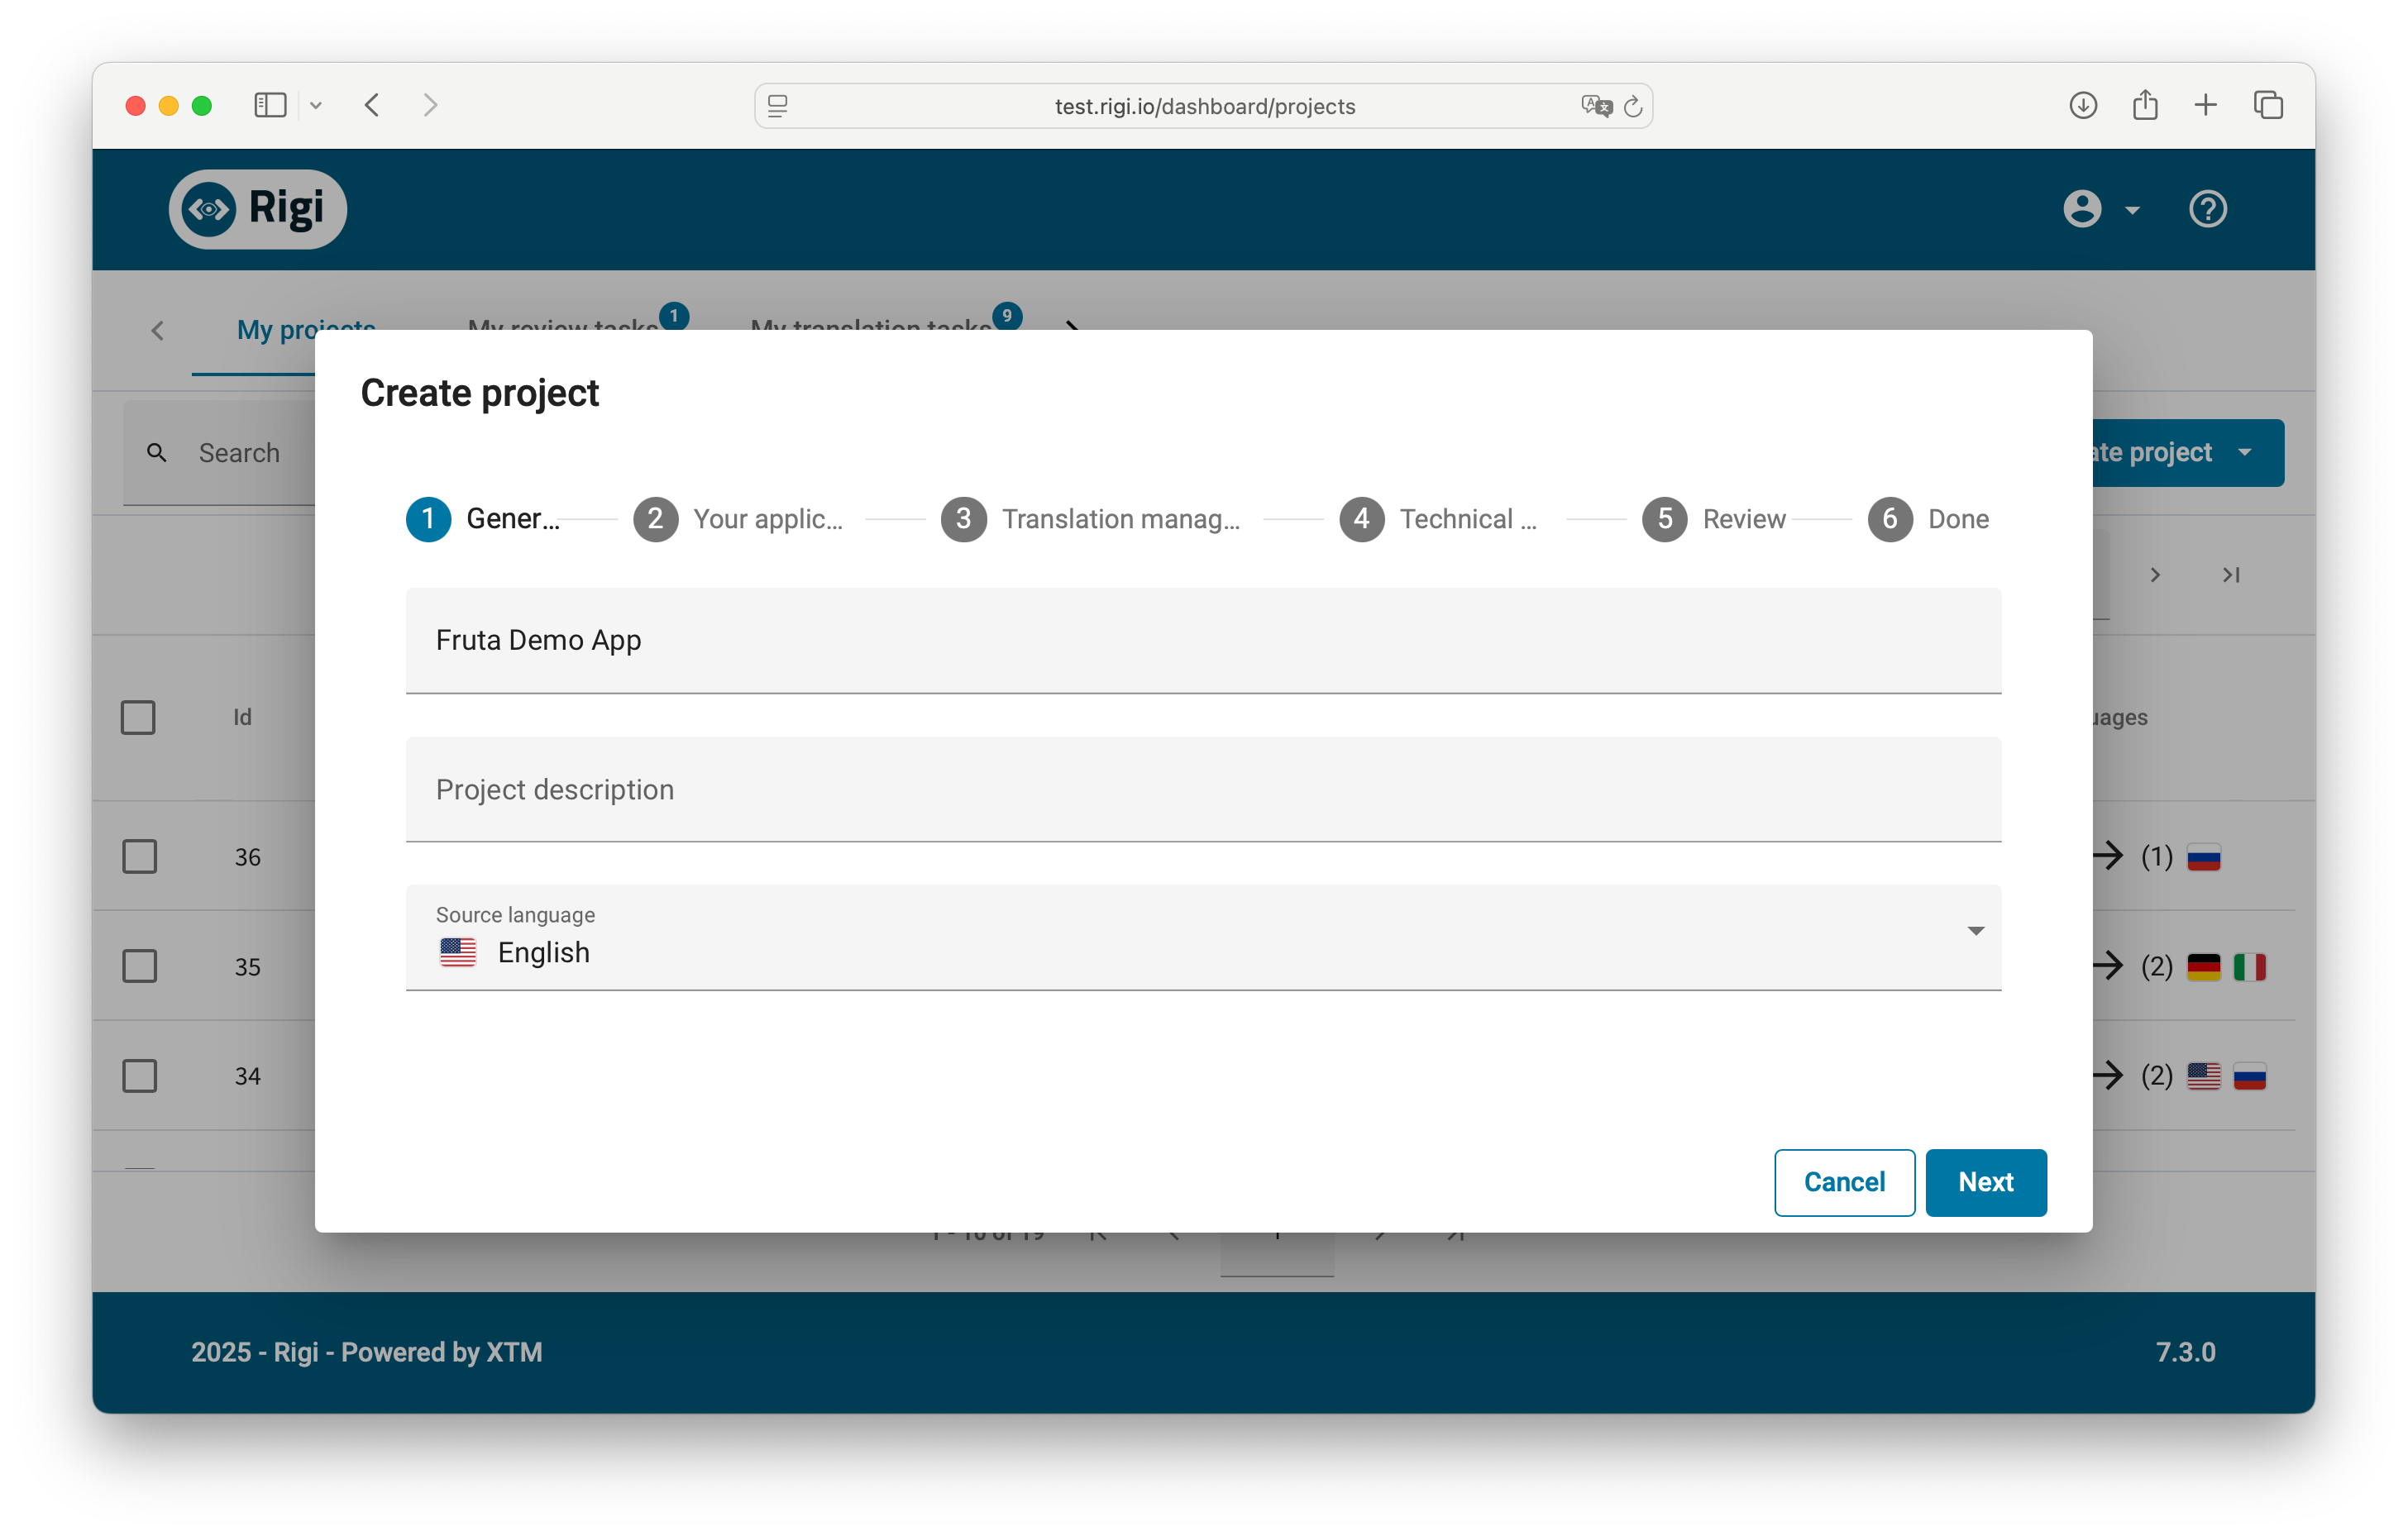 test.rigi.io/dashboard/projects
Rigi
My projects
My review tasks
1
My translation tasks
9
Create project
Search
ate project
1
Gener...
2
Your applic...
3
Translation manag...
4
Technical ...
5
Review
6
Done
Fruta Demo App
Project description
Source language
English
Id
uages
36
(1)
35
(2)
34
(2)
Cancel
Next
1 - 10 of 19
1
2025 - Rigi - Powered by XTM
7.3.0